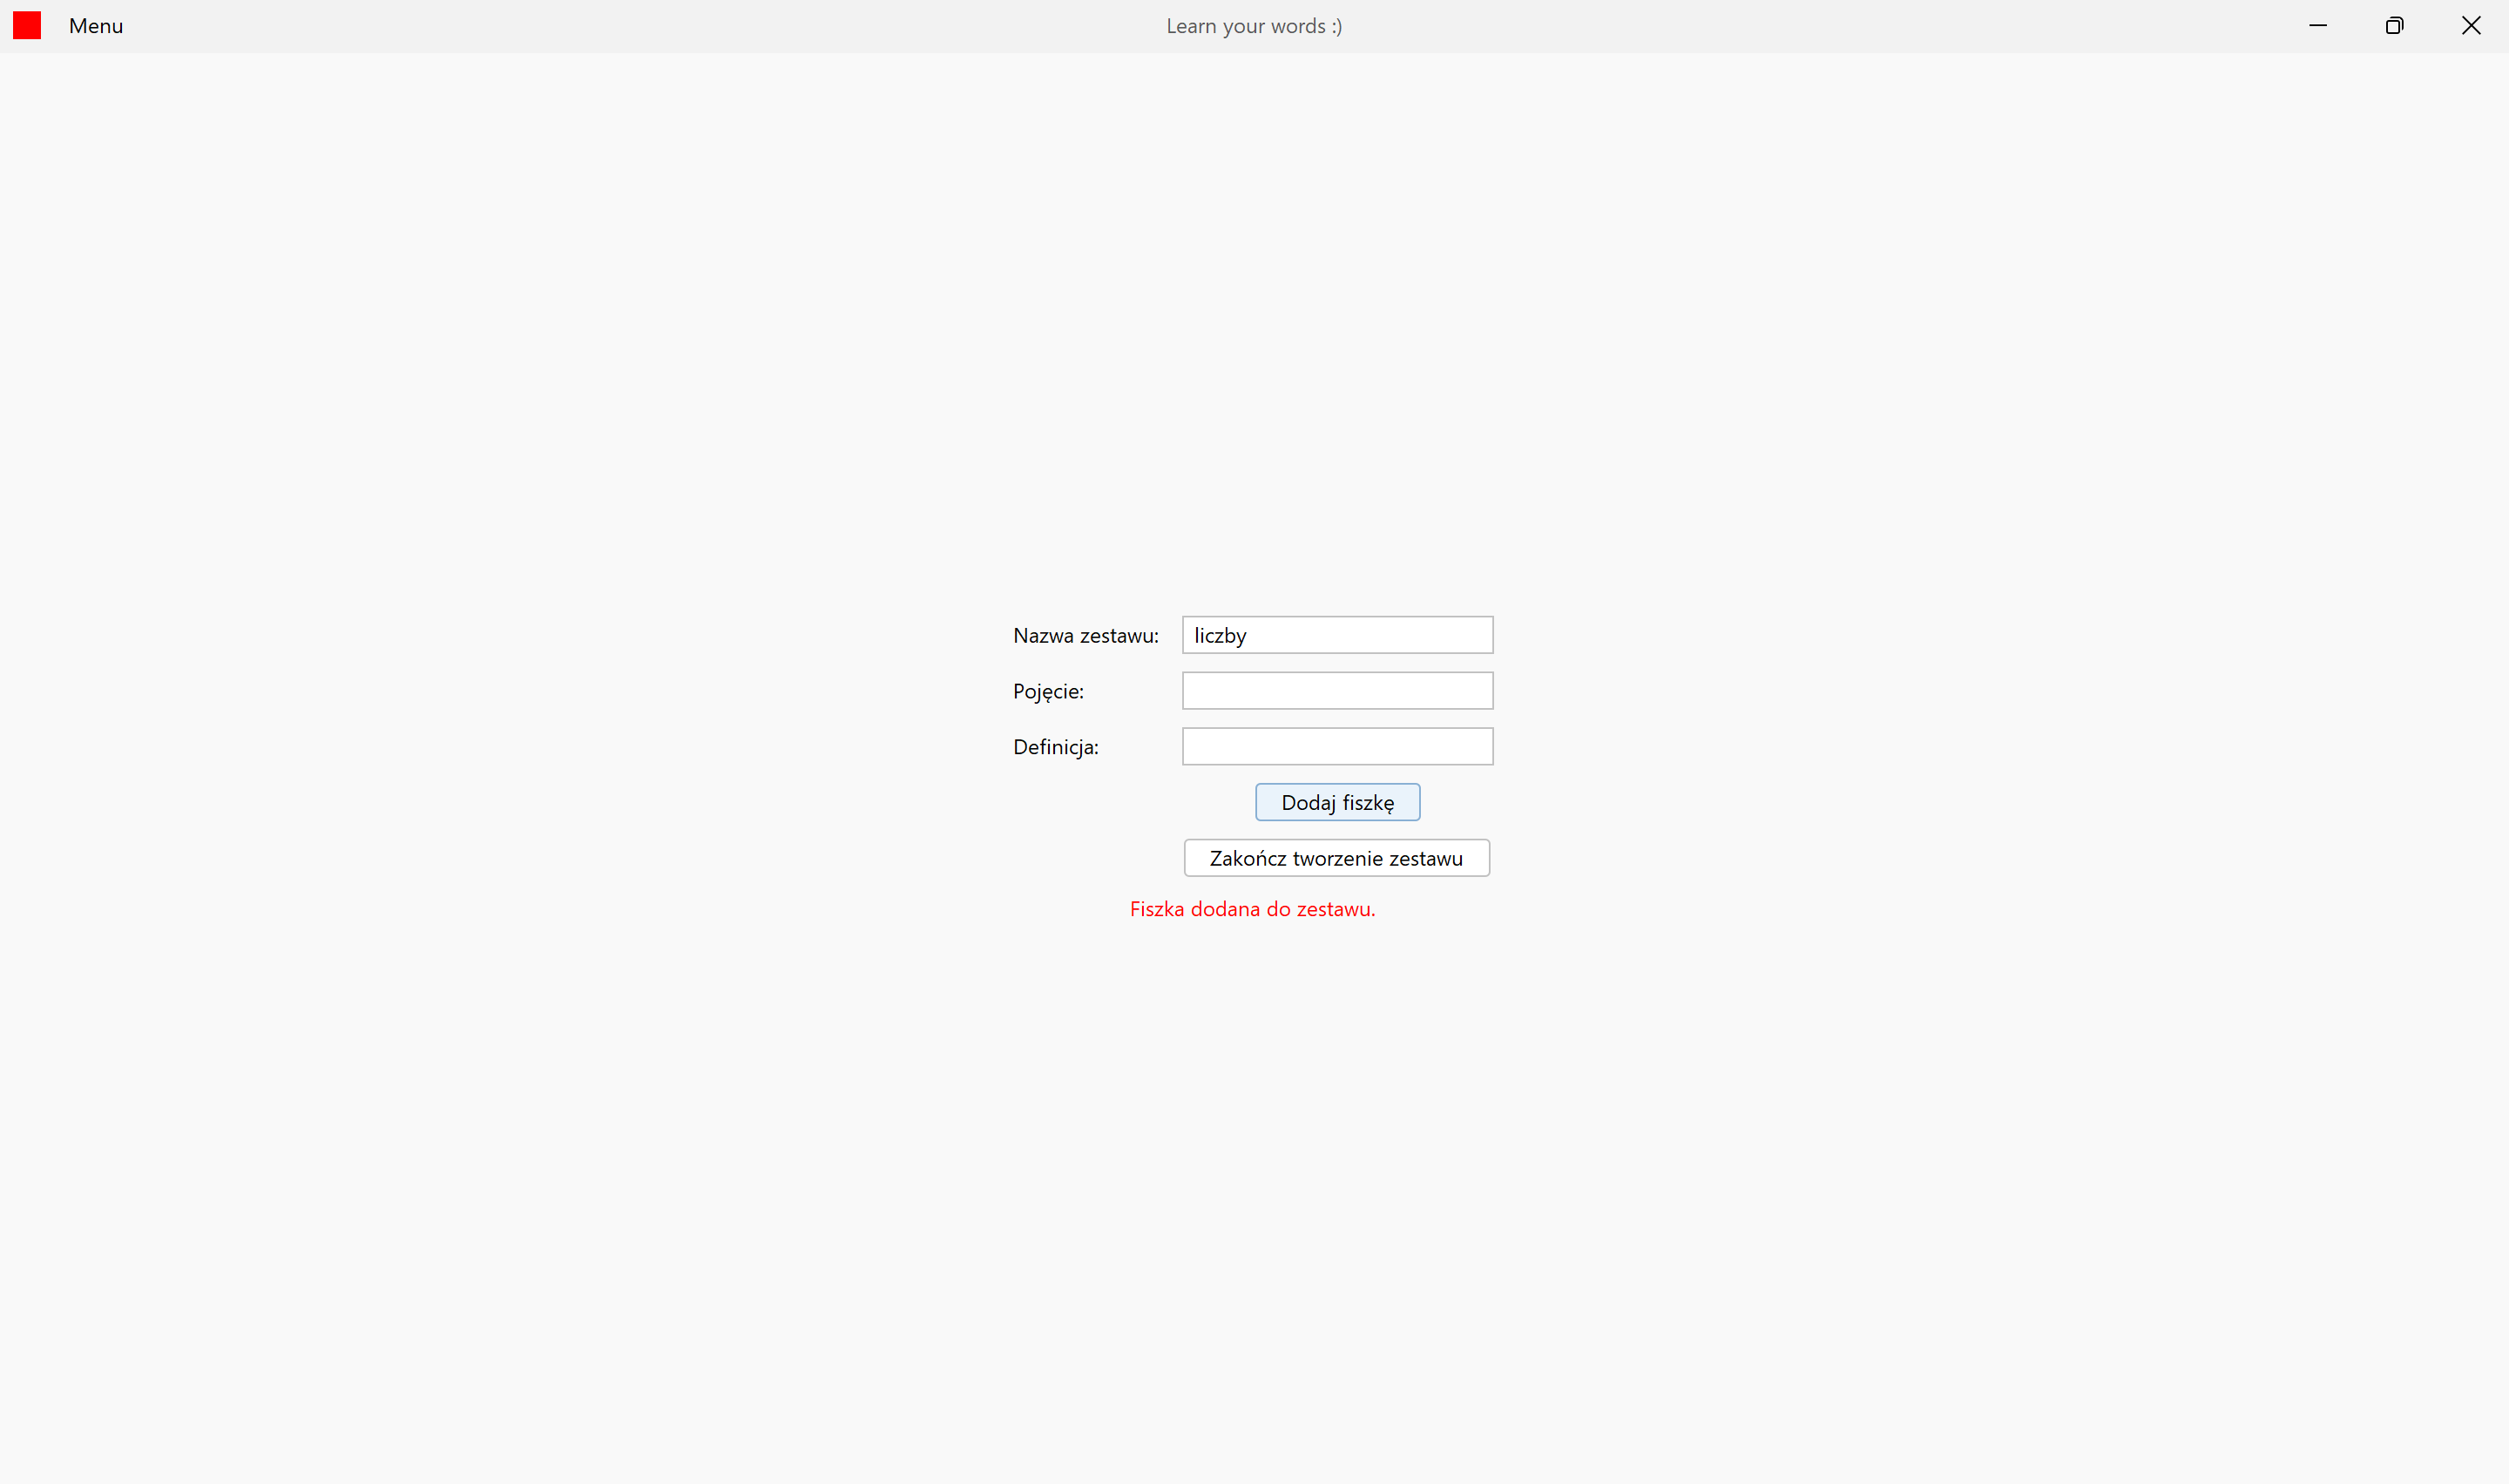 Menu
Learn your words :)
Nazwa zestawu: liczby
Pojęcie:
Definicja:
Dodaj fiszkę
Zakończ tworzenie zestawu
Fiszka dodana do zestawu.